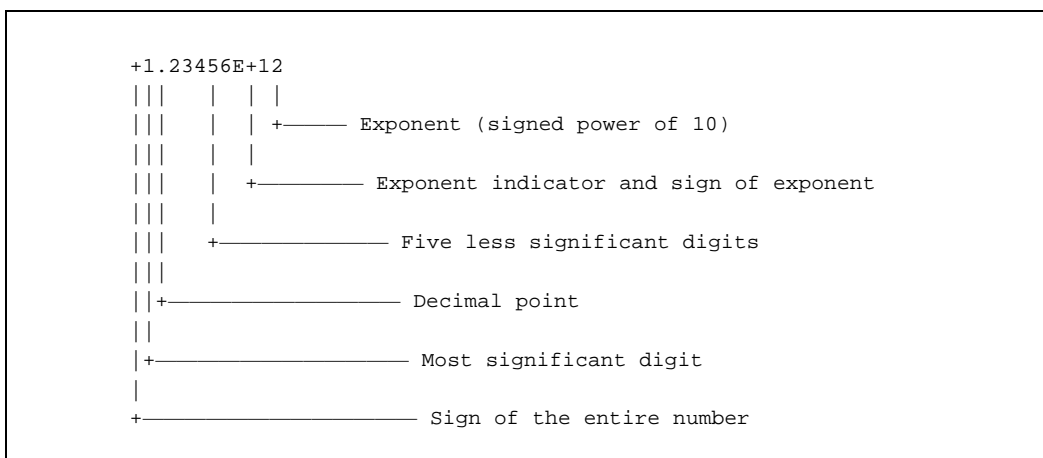 +1.23456E+12
Exponent (signed power of 10)
Exponent indicator and sign of exponent
Five less significant digits
Decimal point
Most significant digit
Sign of the entire number